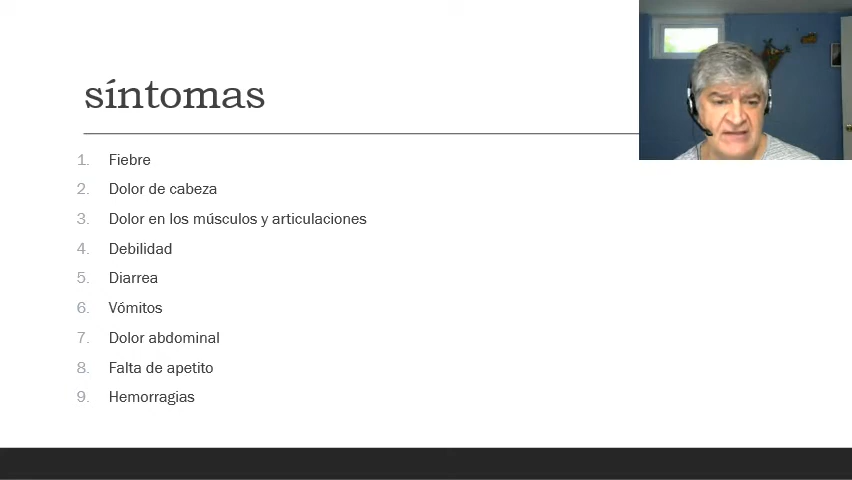 síntomas
1. Fiebre
2. Dolor de cabeza
3. Dolor en los músculos y articulaciones
4. Debilidad
5. Diarrea
6. Vómitos
7. Dolor abdominal
8. Falta de apetito
9. Hemorragias